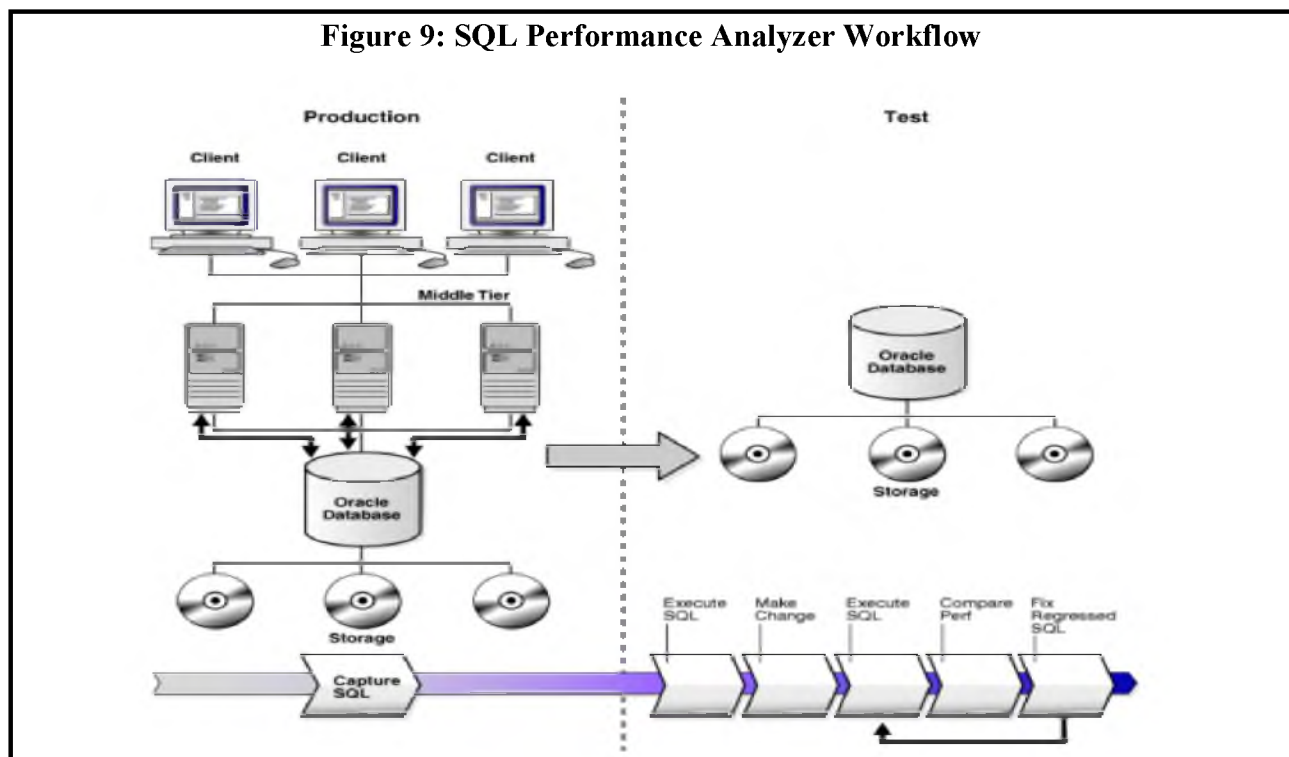 Figure 9: SQL Performance Analyzer Workflow
Production
Test
Client
Client
Client
Middle Tier
Oracle
Database
Storage
Oracle
Database
Storage
Capture
SQL
Execute
SQL
Make
Change
Execute
SQL
Compare
Perf
Fix
Regressed
SQL